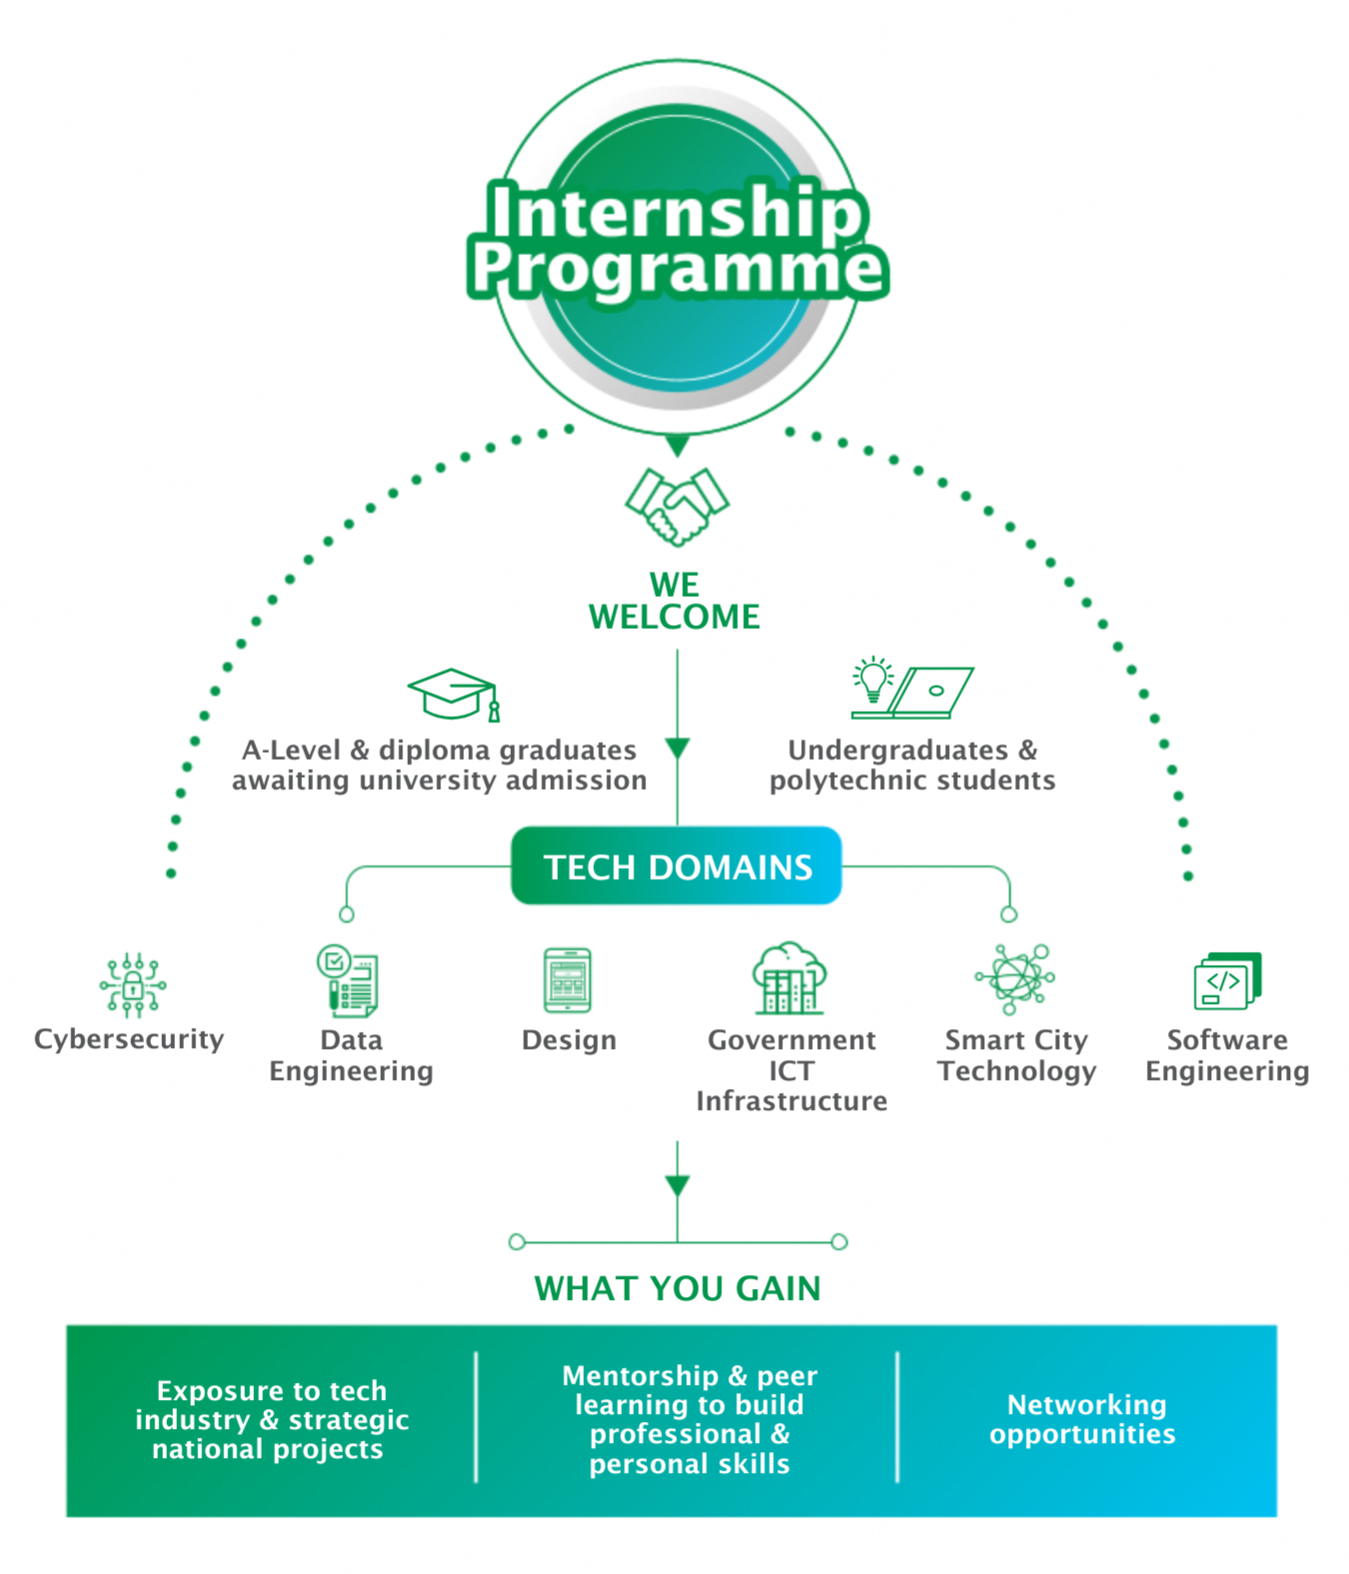 Internship
Programme
WE
WELCOME
A-Level & diploma graduates
awaiting university admission
Undergraduates &
polytechnic students
TECH DOMAINS
Cybersecurity
Data
Engineering
Design
Government
ICT
Infrastructure
Smart City
Technology
</>
Software
Engineering
WHAT YOU GAIN
Exposure to tech
industry & strategic
national projects
Mentorship & peer
learning to build
professional &
personal skills
Networking
opportunities